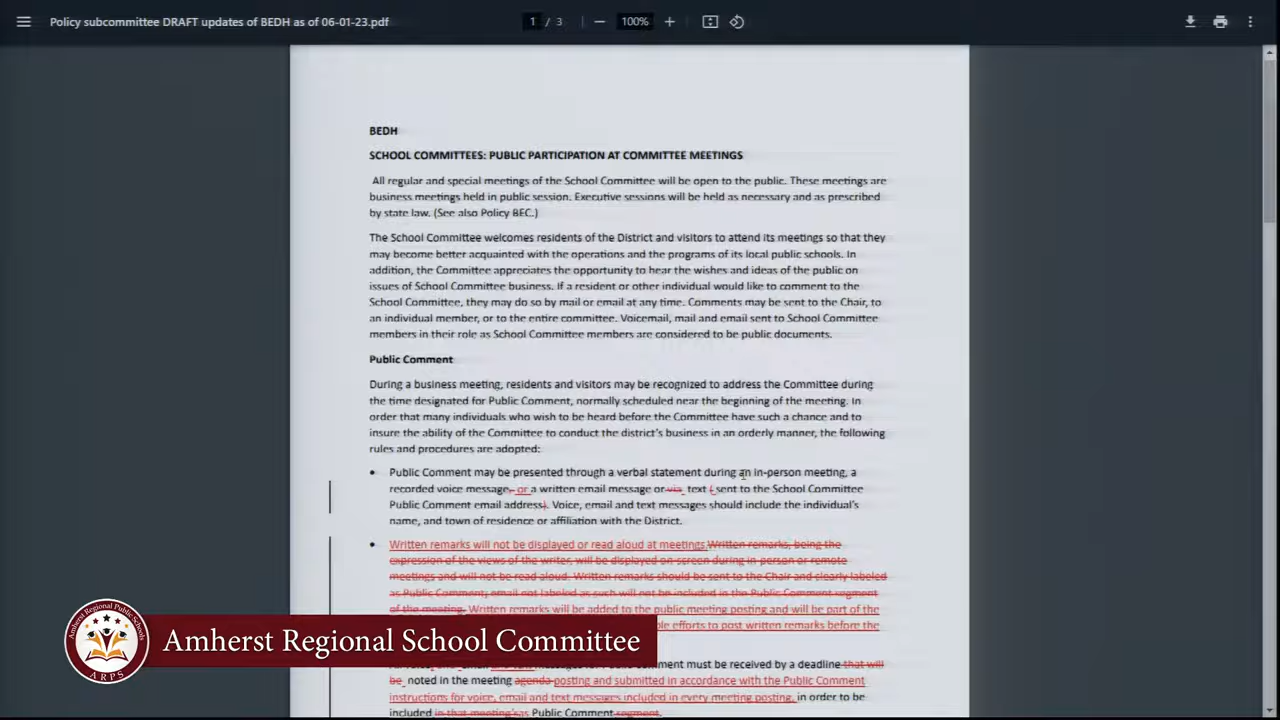 Policy subcommittee DRAFT updates of BEDH as of 06-01-23.pdf
1 / 3
100%
BEDH
SCHOOL COMMITTEES: PUBLIC PARTICIPATION AT COMMITTEE MEETINGS
All regular and special meetings of the School Committee will be open to the public. These meetings are
business meetings held in public session. Executive sessions will be held as necessary and as prescribed
by state law. (See also Policy BEC.)
The School Committee welcomes residents of the District and visitors to attend its meetings so that they
may become better acquainted with the operations and the programs of its local public schools. In
addition, the Committee appreciates the opportunity to hear the wishes and ideas of the public on
issues of School Committee business. If a resident or other individual would like to comment to the
School Committee, they may do so by mail or email at any time. Comments may be sent to the Chair, to
an individual member, or to the entire committee. Voicemail, mail and email sent to School Committee
members in their role as School Committee members are considered to be public documents.
Public Comment
During a business meeting, residents and visitors may be recognized to address the Committee during
the time designated for Public Comment, normally scheduled near the beginning of the meeting. In
order that many individuals who wish to be heard before the Committee have such a chance and to
insure the ability of the Committee to conduct the district's business in an orderly manner, the following
rules and procedures are adopted:
• Public Comment may be presented through a verbal statement during an in-person meeting, a
recorded voice message, or a written email message or via text ( sent to the School Committee
Public Comment email address). Voice, email and text messages should include the individual's
name, and town of residence or affiliation with the District.
• Written remarks will not be displayed or read aloud at meetings.Written remarks, being the
expression of the views of the writer, will be displayed on screen during in-person or remote
meetings and will not be read aloud. Written remarks should be sent to the Chair and clearly labeled
as Public Comment; email not labeled as such will not be included in the Public Comment segment
of the meeting. Written remarks will be added to the public meeting posting and will be part of the
efforts to post written remarks before the
must be received by a deadline that will
be noted in the meeting agenda posting and submitted in accordance with the Public Comment
instructions for voice, email and text messages included in every meeting posting, in order to be
included in that meeting's as Public Comment segment.
Amherst Regional School Committee
Amherst Regional Public Schools
ARPS